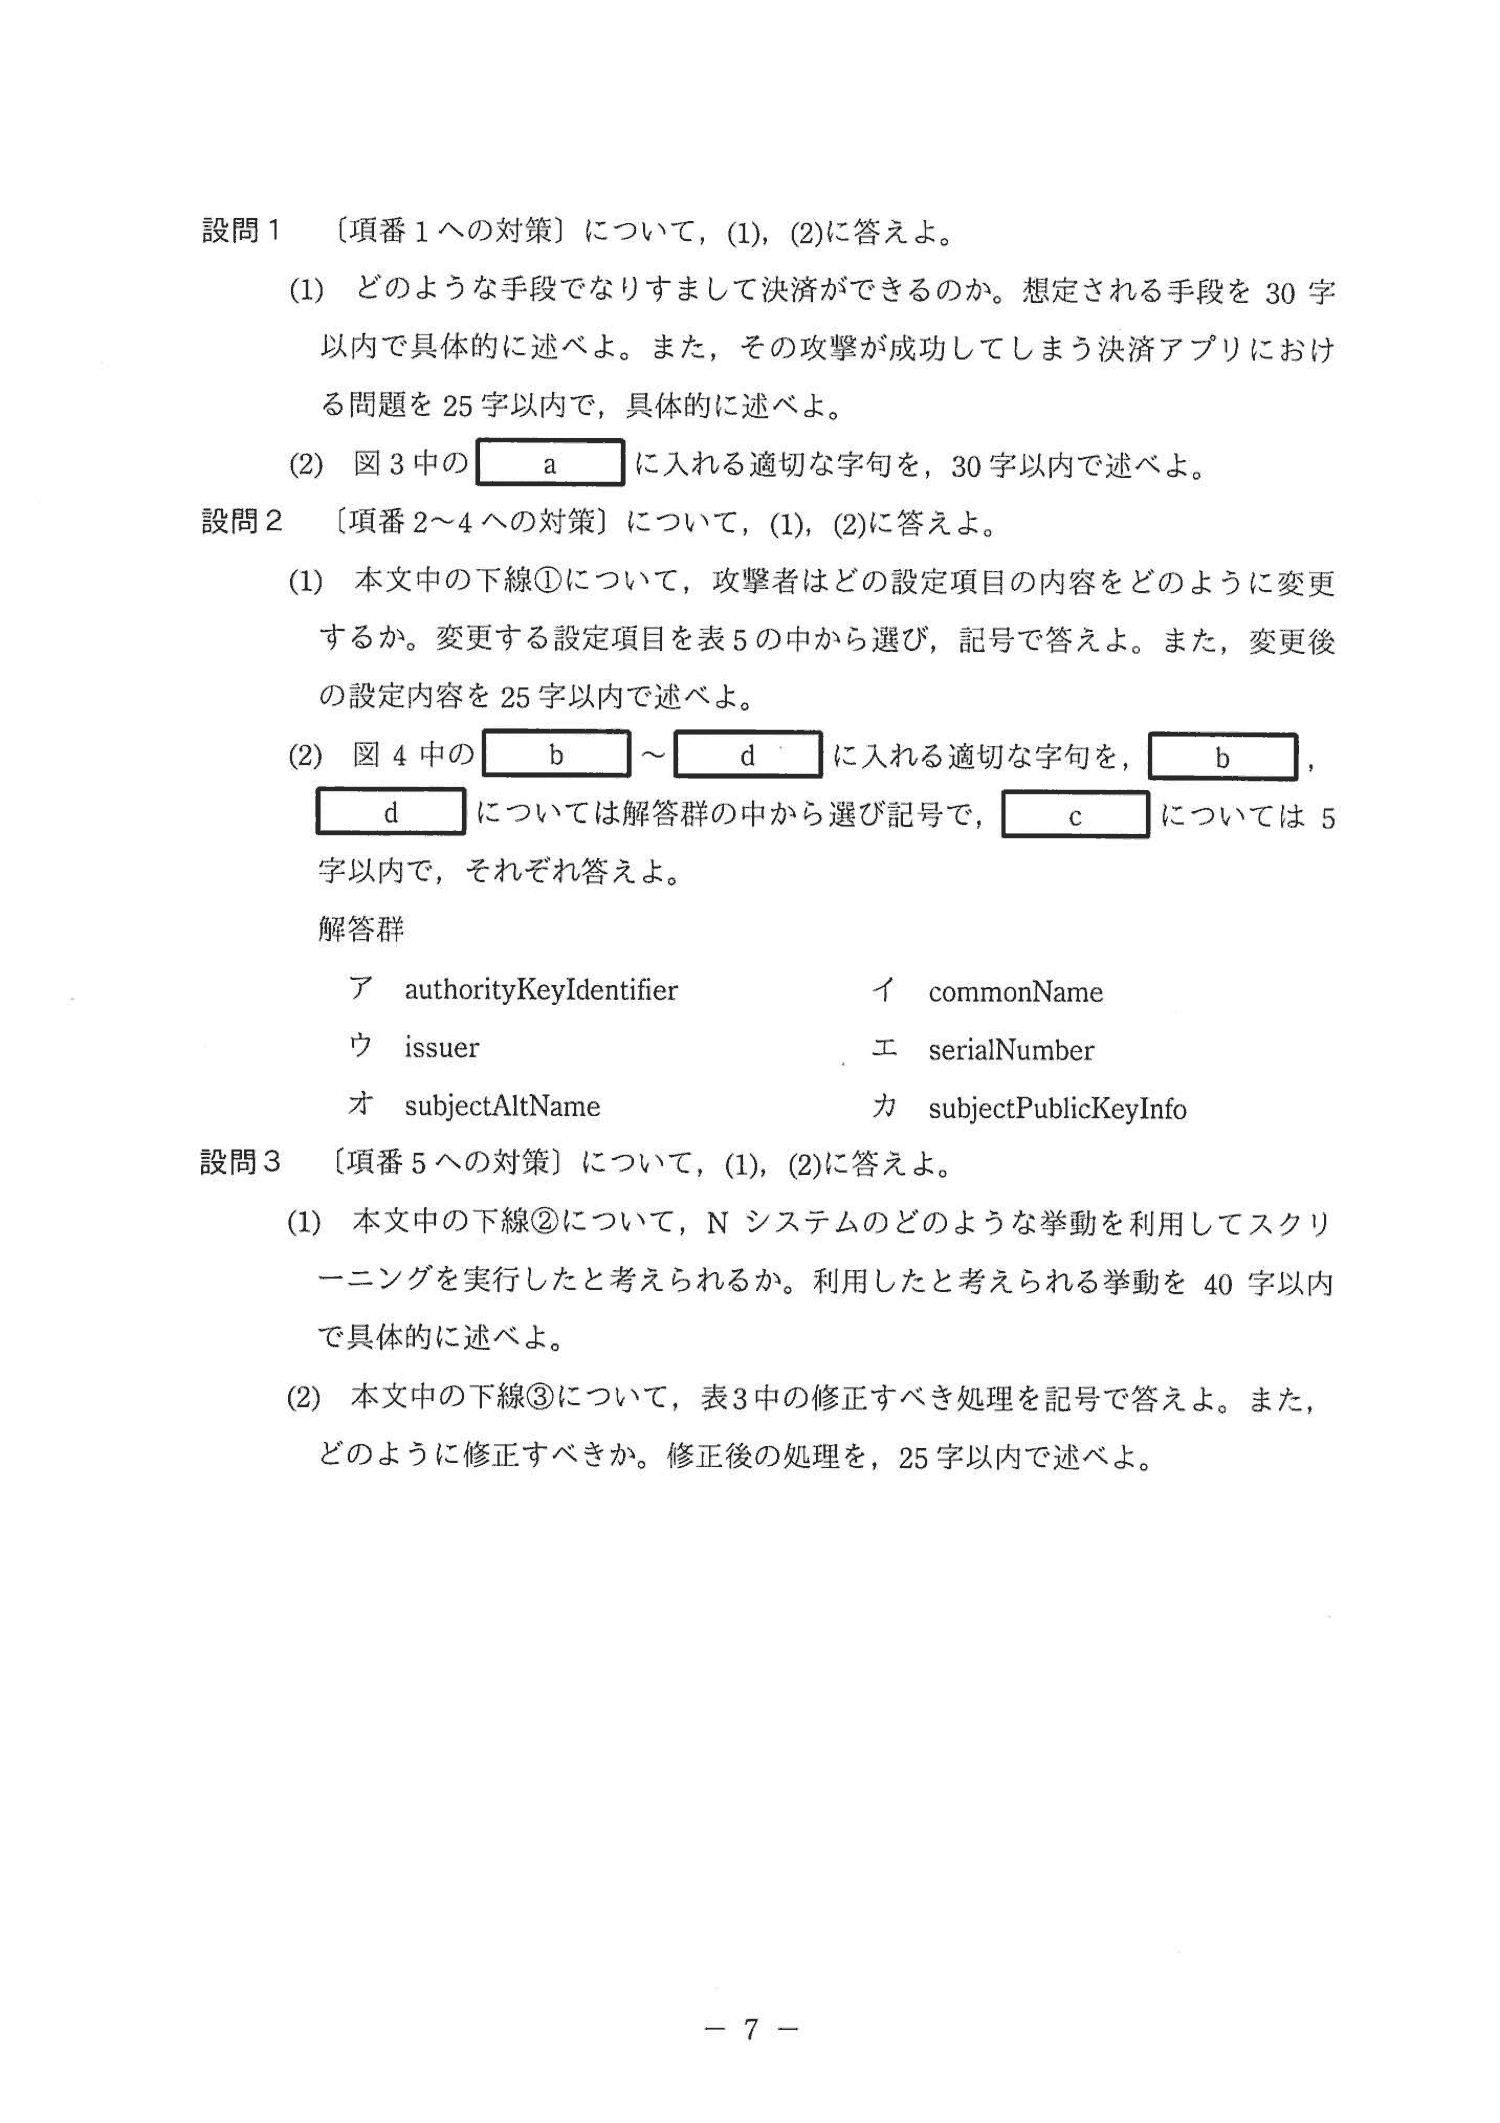 設問1 〔項番1への対策〕について，(1)，(2)に答えよ。
(1) どのような手段でなりすまして決済ができるのか。想定される手段を 30 字
以内で具体的に述べよ。また，その攻撃が成功してしまう決済アプリにおけ
る問題を 25 字以内で，具体的に述べよ。
(2) 図 3 中の a に入れる適切な字句を，30 字以内で述べよ。
設問2 〔項番 2～4 への対策〕について，(1)，(2)に答えよ。
(1) 本文中の下線①について，攻撃者はどの設定項目の内容をどのように変更
するか。変更する設定項目を表 5 の中から選び，記号で答えよ。また，変更後
の設定内容を 25 字以内で述べよ。
(2) 図 4 中の b ～ d に入れる適切な字句を， b ，
d については解答群の中から選び記号で， c については 5
字以内で，それぞれ答えよ。
解答群
ア authorityKeyIdentifier イ commonName
ウ issuer エ serialNumber
オ subjectAltName カ subjectPublicKeyInfo
設問3 〔項番 5 への対策〕について，(1)，(2)に答えよ。
(1) 本文中の下線②について，N システムのどのような挙動を利用してスクリ
ーニングを実行したと考えられるか。利用したと考えられる挙動を 40 字以内
で具体的に述べよ。
(2) 本文中の下線③について，表3中の修正すべき処理を記号で答えよ。また，
どのように修正すべきか。修正後の処理を，25 字以内で述べよ。
－ 7 －